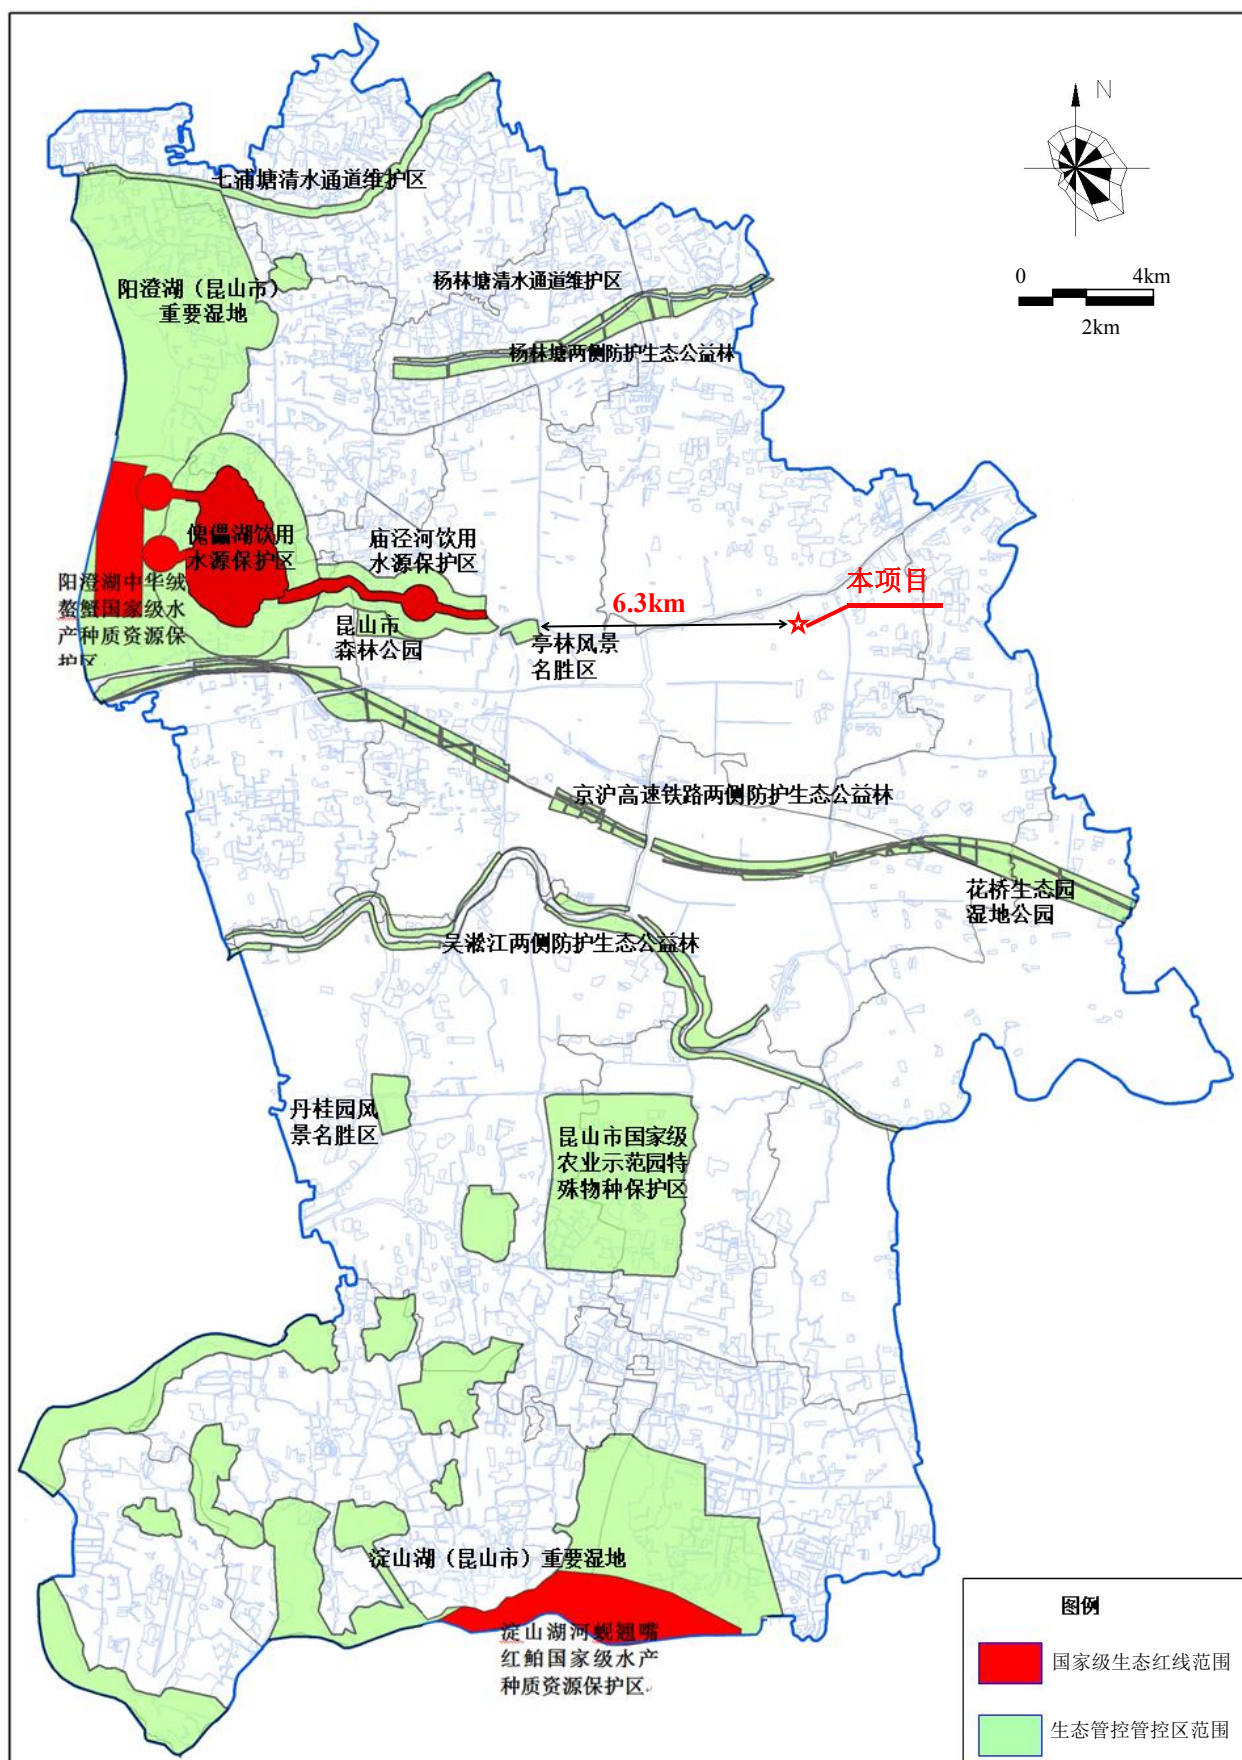 N
0 4km
2km
七浦塘清水通道维护区
阳澄湖（昆山市）
重要湿地
杨林塘清水通道维护区
杨林塘两侧防护生态公益林
傀儡湖饮用
水源保护区
庙泾河饮用
水源保护区
阳澄湖中华绒
螯蟹国家级水
产种质资源保
护区
昆山市
森林公园
6.3km
本项目
亭林风景
名胜区
京沪高速铁路两侧防护生态公益林
花桥生态园
湿地公园
吴淞江两侧防护生态公益林
丹桂园风
景名胜区
昆山市国家级
农业示范园特
殊物种保护区
淀山湖（昆山市）重要湿地
淀山湖河蚬翘嘴
红鲌国家级水产
种质资源保护区
图例
国家级生态红线范围
生态管控管控区范围